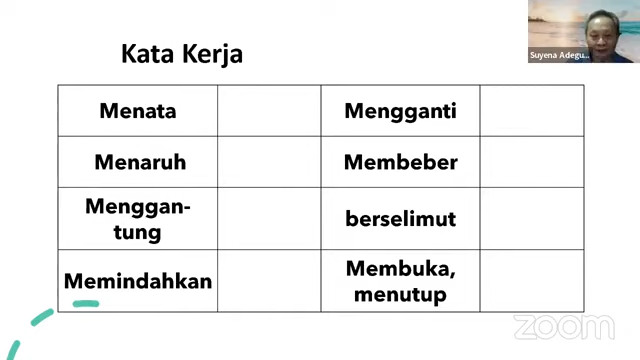 Kata Kerja
Suyena Adegu...
Menata
Mengganti
Menaruh
Membeber
Menggan-
tung
berselimut
Memindahkan
Membuka,
menutup
zoom